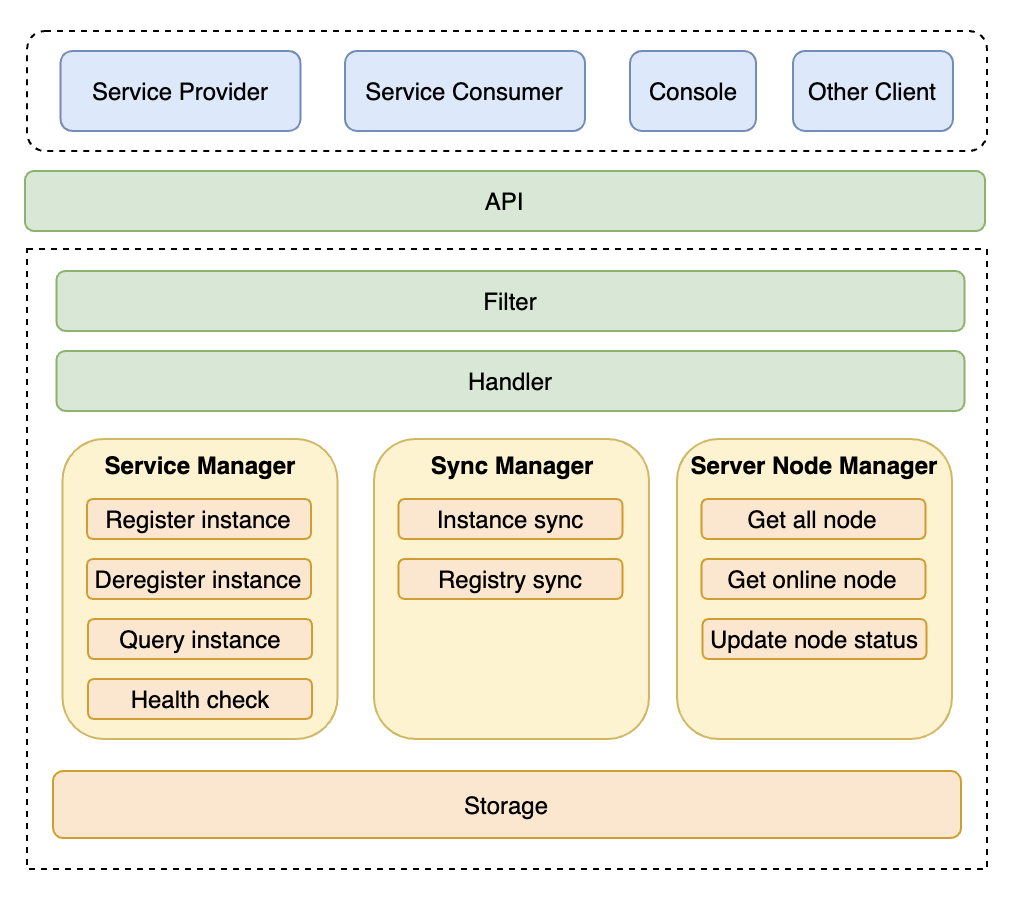 Service Provider
Service Consumer
Console
Other Client
API
Filter
Handler
Service Manager
Register instance
Deregister instance
Query instance
Health check
Sync Manager
Instance sync
Registry sync
Server Node Manager
Get all node
Get online node
Update node status
Storage